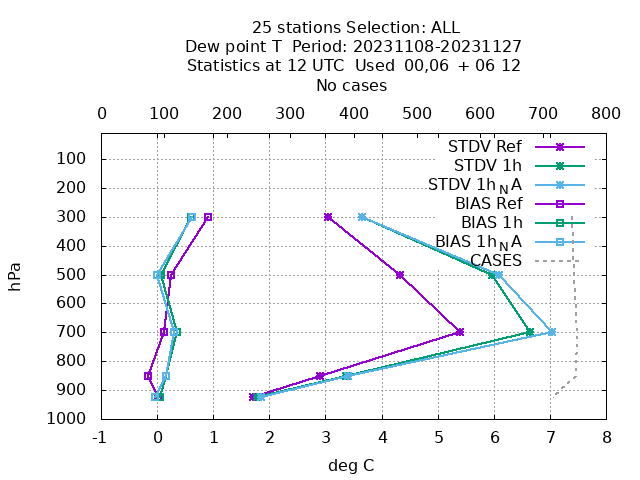 25 stations Selection: ALL
Dew point T  Period: 20231108-20231127
Statistics at 12 UTC  Used  00,06  + 06 12
No cases
0 100 200 300 400 500 600 700 800
STDV Ref
STDV 1h
STDV 1h_NA
BIAS Ref
BIAS 1h
BIAS 1h_NA
CASES
100
200
300
400
500
600
700
800
900
1000
hPa
-1 0 1 2 3 4 5 6 7 8
deg C